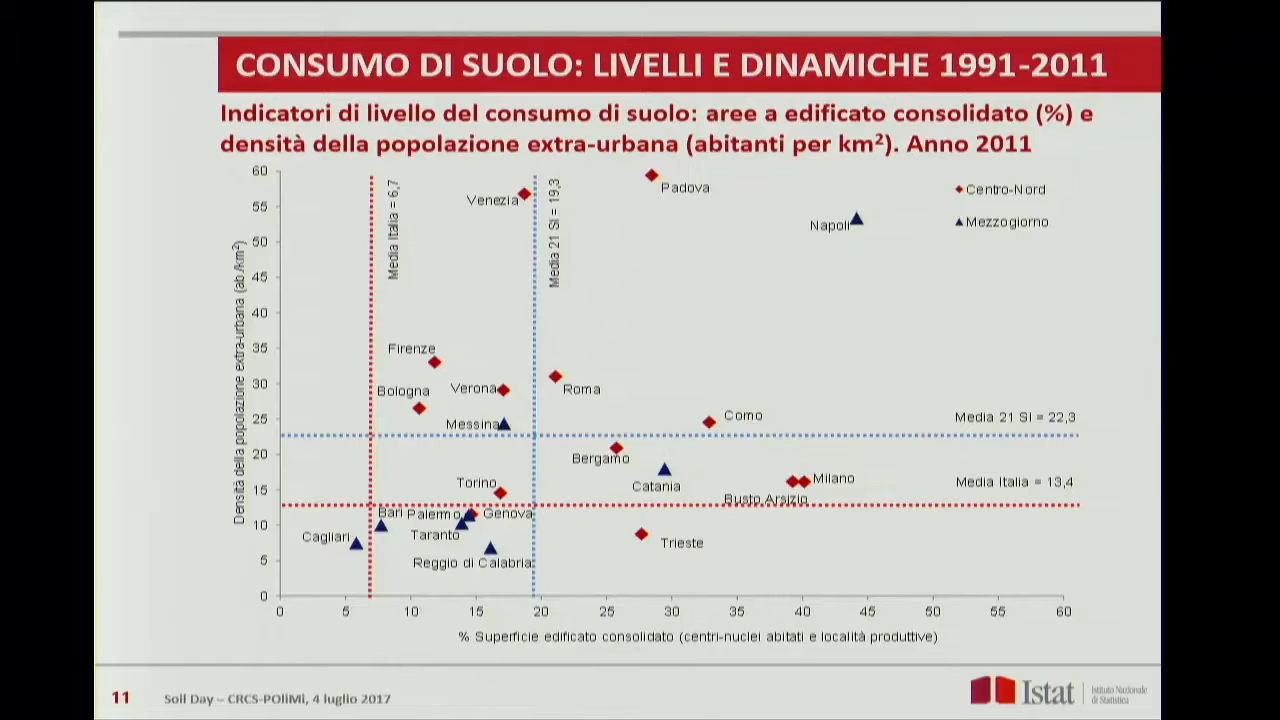 CONSUMO DI SUOLO: LIVELLI E DINAMICHE 1991-2011
Indicatori di livello del consumo di suolo: aree a edificato consolidato (%) e
densità della popolazione extra-urbana (abitanti per km²). Anno 2011
Densità della popolazione extra-urbana (ab /km²)
60
55
50
45
40
35
30
25
20
15
10
5
0
Media Italia = 6,7
Media 21 Sl = 19,3
Venezia
Padova
Napoli
Centro-Nord
Mezzogiorno
Firenze
Bologna
Verona
Roma
Messina
Como
Media 21 Sl = 22,3
Bergamo
Catania
Torino
Milano
Busto Arsizio
Media Italia = 13,4
Bari
Palermo
Genova
Cagliari
Taranto
Trieste
Reggio di Calabria
0 5 10 15 20 25 30 35 40 45 50 55 60
% Superficie edificato consolidato (centri-nuclei abitati e località produttive)
11
Soil Day – CRCS-POliMi, 4 luglio 2017
Istat
Istituto Nazionale
di Statistica